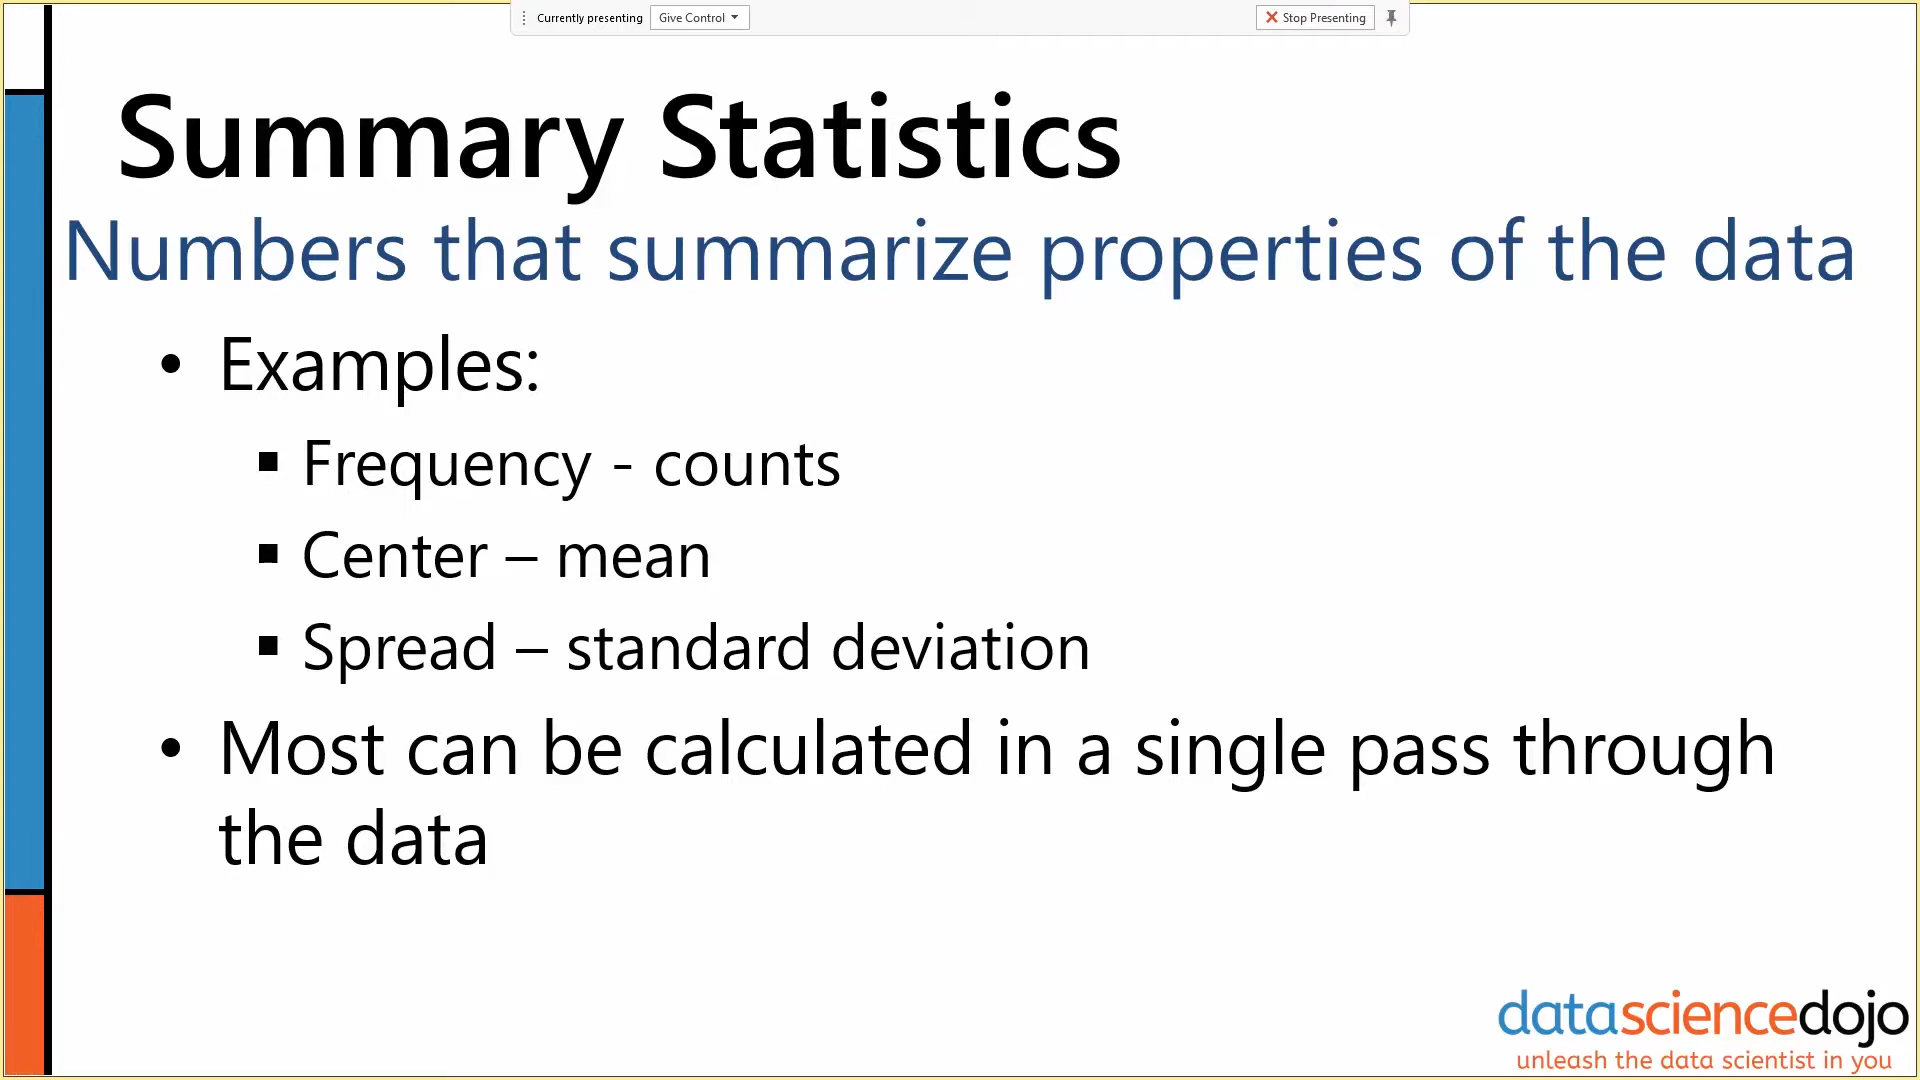 Currently presenting Give Control Stop Presenting
Summary Statistics
Numbers that summarize properties of the data
• Examples:
▪ Frequency - counts
▪ Center – mean
▪ Spread – standard deviation
• Most can be calculated in a single pass through
the data
datasciencedojo
unleash the data scientist in you